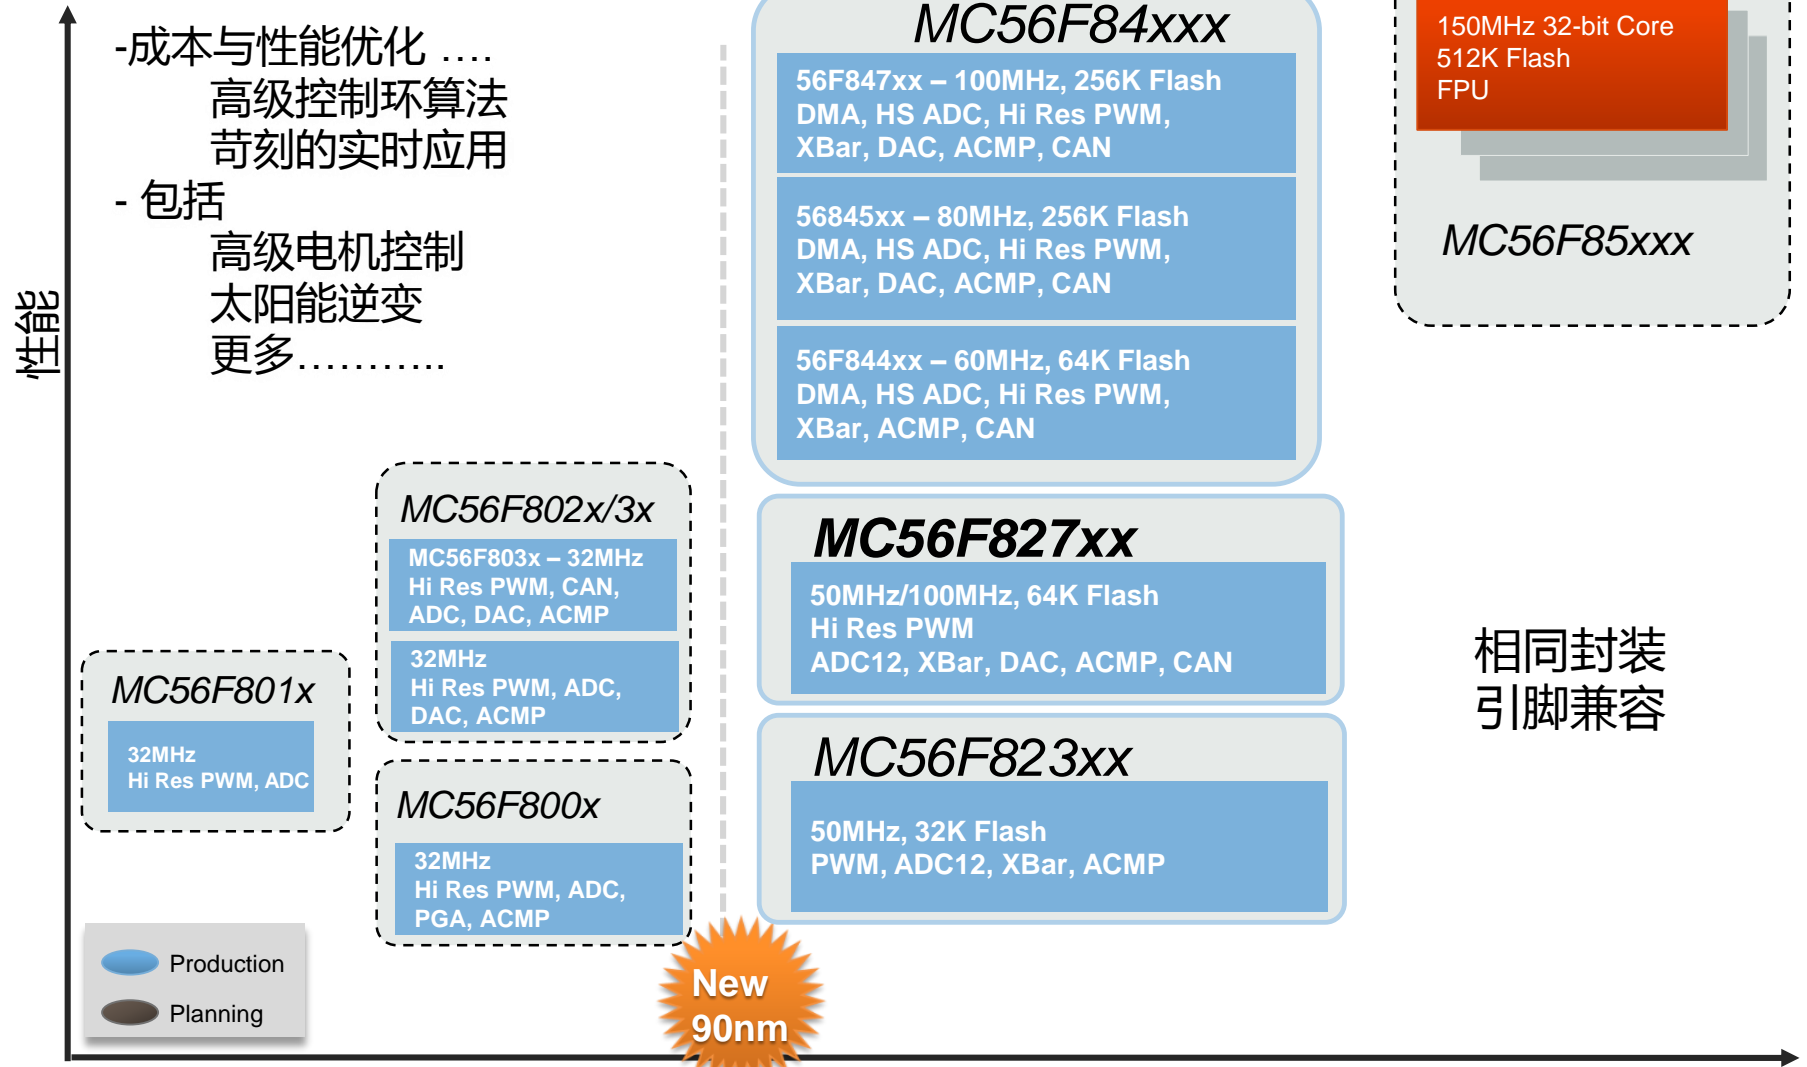 -成本与性能优化 ….
高级控制环算法
苛刻的实时应用
- 包括
高级电机控制
太阳能逆变
更多………..
性能
MC56F84xxx
56F847xx – 100MHz, 256K Flash
DMA, HS ADC, Hi Res PWM,
XBar, DAC, ACMP, CAN
56845xx – 80MHz, 256K Flash
DMA, HS ADC, Hi Res PWM,
XBar, DAC, ACMP, CAN
56F844xx – 60MHz, 64K Flash
DMA, HS ADC, Hi Res PWM,
XBar, ACMP, CAN
150MHz 32-bit Core
512K Flash
FPU
MC56F85xxx
MC56F802x/3x
MC56F803x – 32MHz
Hi Res PWM, CAN,
ADC, DAC, ACMP
32MHz
Hi Res PWM, ADC,
DAC, ACMP
MC56F827xx
50MHz/100MHz, 64K Flash
Hi Res PWM
ADC12, XBar, DAC, ACMP, CAN
相同封装
引脚兼容
MC56F801x
32MHz
Hi Res PWM, ADC
MC56F800x
32MHz
Hi Res PWM, ADC,
PGA, ACMP
MC56F823xx
50MHz, 32K Flash
PWM, ADC12, XBar, ACMP
Production
Planning
New
90nm